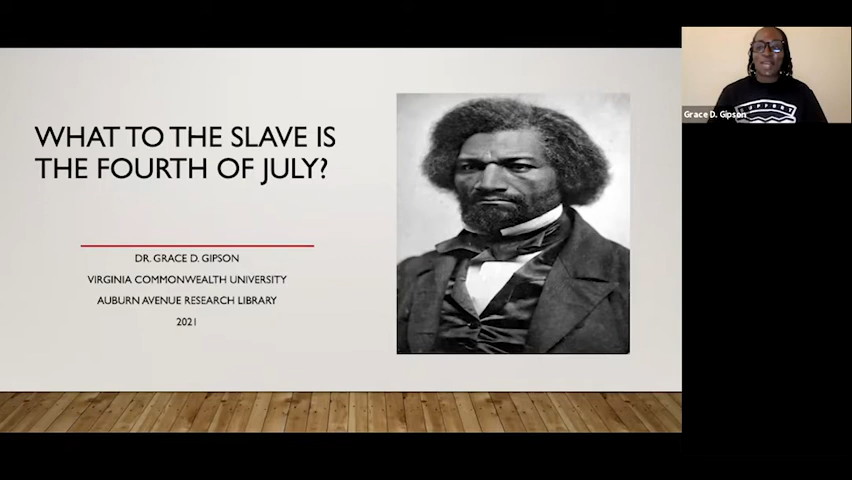 WHAT TO THE SLAVE IS
THE FOURTH OF JULY?
DR. GRACE D. GIPSON
VIRGINIA COMMONWEALTH UNIVERSITY
AUBURN AVENUE RESEARCH LIBRARY
2021
Grace D. Gipson
SUPPORT